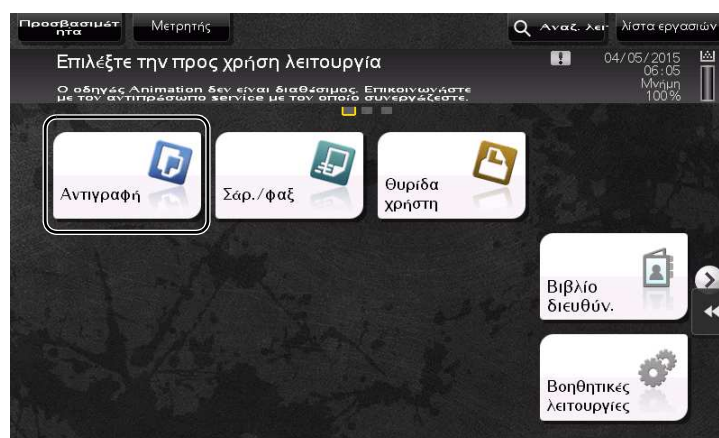 Προσβασιμότ
ητα
Μετρητής
Αναζ. λει
λίστα εργασιών
Επιλέξτε την προς χρήση λειτουργία
Ο οδηγός Animation δεν είναι διαθέσιμος. Επικοινωνήστε
με τον αντιπρόσωπο service με τον οποίο συνεργάζεστε.
04/05/2015
06:05
Μνήμη
100%
Αντιγραφή
Σάρ./φαξ
Θυρίδα
χρήστη
Βιβλίο
διευθύν.
Βοηθητικές
λειτουργίες